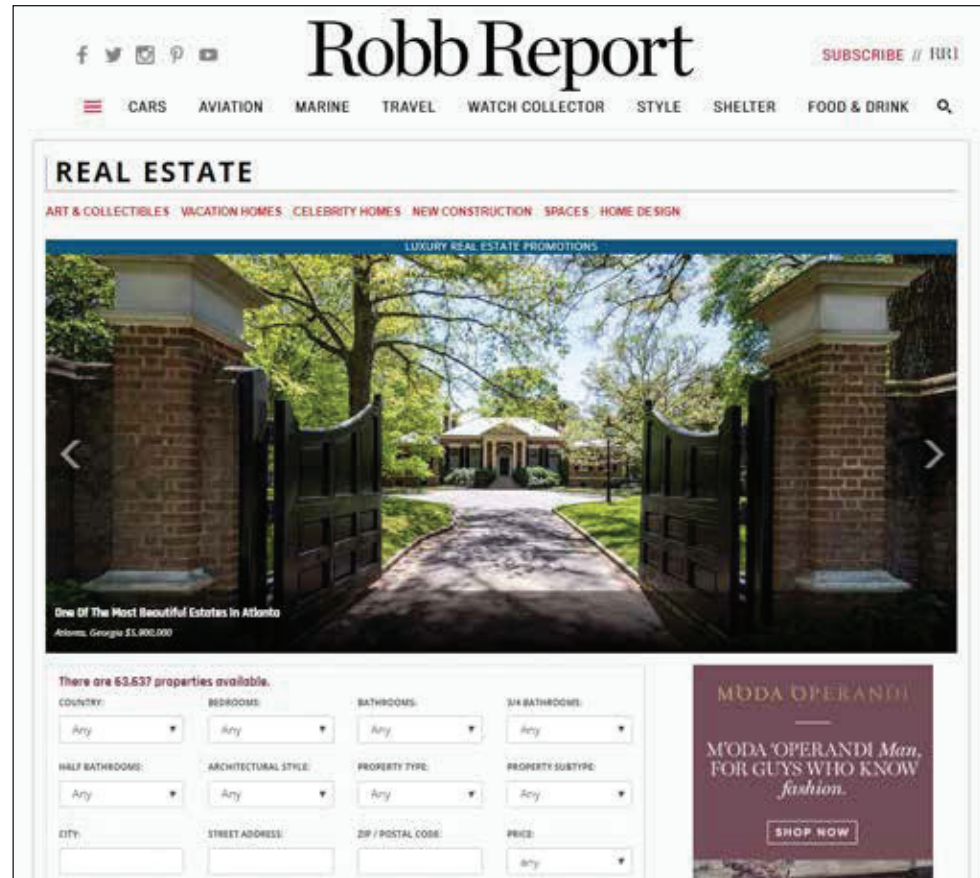 Robb Report
SUBSCRIBE // RR1
CARS AVIATION MARINE TRAVEL WATCH COLLECTOR STYLE SHELTER FOOD & DRINK
REAL ESTATE
ART & COLLECTIBLES VACATION HOMES CELEBRITY HOMES NEW CONSTRUCTION SPACES HOME DESIGN
LUXURY REAL ESTATE PROMOTIONS
One Of The Most Beautiful Estates In Atlanta
Atlanta, Georgia $5,900,000
There are 63,637 properties available.
COUNTRY: BEDROOMS: BATHROOMS: 3/4 BATHROOMS:
Any Any Any Any
HALF BATHROOMS: ARCHITECTURAL STYLE: PROPERTY TYPE: PROPERTY SUBTYPE:
Any Any Any Any
CITY: STREET ADDRESS: ZIP / POSTAL CODE: PRICE:
any
MODA OPERANDI
M'ODA 'OPERANDI Man,
FOR GUYS WHO KNOW
fashion.
SHOP NOW